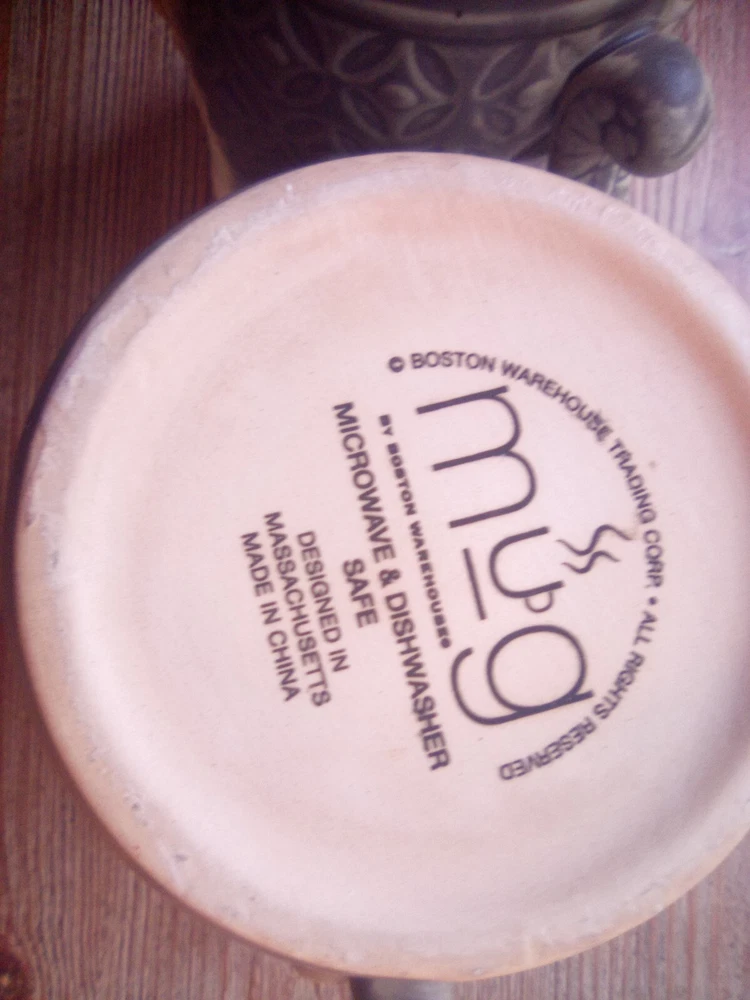 © BOSTON WAREHOUSE TRADING CORP. • ALL RIGHTS RESERVED
mug
BY BOSTON WAREHOUSE®
MICROWAVE & DISHWASHER
SAFE
DESIGNED IN
MASSACHUSETTS
MADE IN CHINA